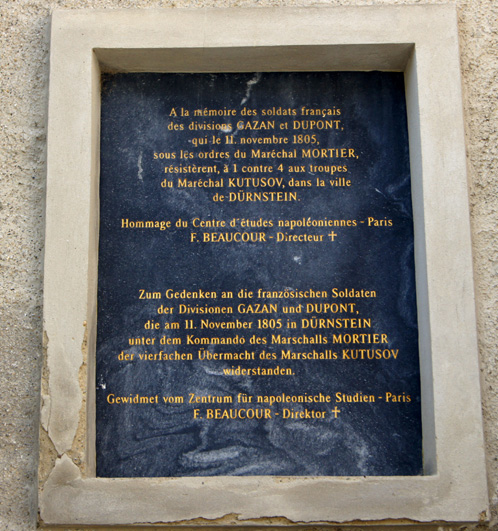 A la mémoire des soldats français
des divisions GAZAN et DUPONT,
-qui le 11 novembre 1805,
sous les ordres du Maréchal MORTIER,
résistèrent, à 1 contre 4 aux troupes
du Maréchal KUTUSOV, dans la ville
de DÜRNSTEIN.
Hommage du Centre d'études napoléoniennes - Paris
F. BEAUCOUR - Directeur ✝
Zum Gedenken an die französischen Soldaten
der Divisionen GAZAN und DUPONT,
die am 11. November 1805 in DÜRNSTEIN
unter dem Kommando des Marschalls MORTIER
der vierfachen Übermacht des Marschalls KUTUSOV
widerstanden.
Gewidmet vom Zentrum für napoleonische Studien - Paris
F. BEAUCOUR - Direktor ✝